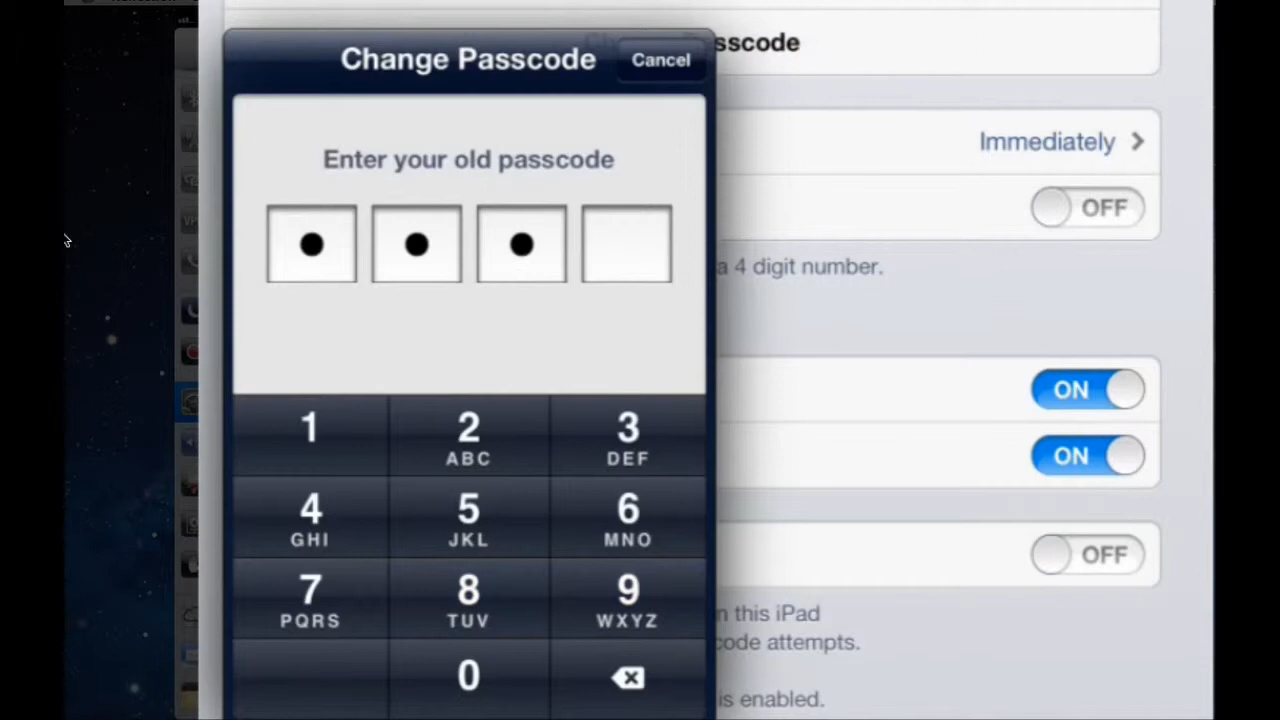 Change Passcode
Cancel
sscode
Enter your old passcode
Immediately
OFF
a 4 digit number.
ON
ON
OFF
1
2
ABC
3
DEF
4
GHI
5
JKL
6
MNO
7
PQRS
8
TUV
9
WXYZ
0
n this iPad
code attempts.
is enabled.